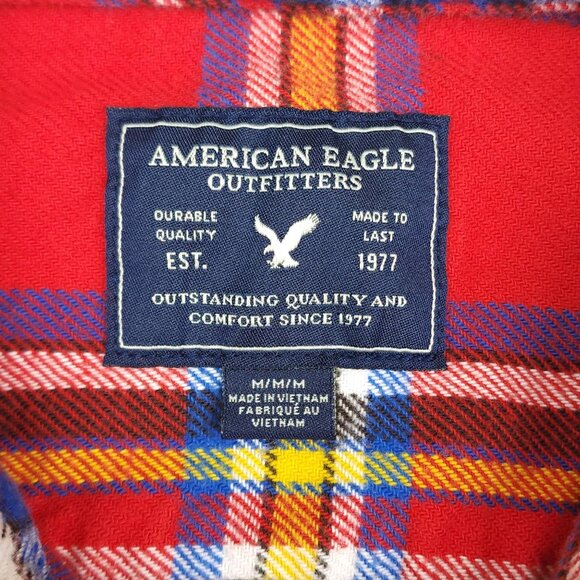 AMERICAN EAGLE
OUTFITTERS
DURABLE
QUALITY
EST.
MADE TO
LAST
1977
OUTSTANDING QUALITY AND
COMFORT SINCE 1977
M/M/M
MADE IN VIETNAM
FABRIQUÉ AU
VIETNAM